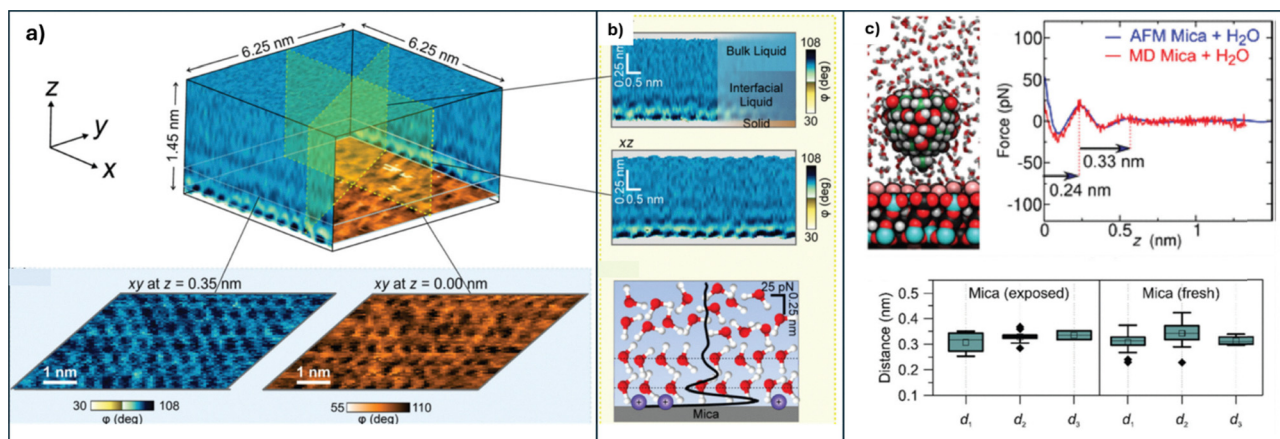 a)
6.25 nm
6.25 nm
z
y
x
1.45 nm
xy at z = 0.35 nm
xy at z = 0.00 nm
1 nm
1 nm
30
108
φ (deg)
55
110
φ (deg)
b)
0.25 nm
0.5 nm
Bulk Liquid
Interfacial
Liquid
Solid
108
φ (deg)
30
xz
0.25 nm
0.5 nm
108
φ (deg)
30
25 pN
0.25 nm
Mica
c)
AFM Mica + H2O
MD Mica + H2O
Force (pN)
100
50
0
-50
-100
0.33 nm
0.24 nm
0
0.5
1
z (nm)
Distance (nm)
0.5
0.4
0.3
0.2
0.1
Mica (exposed)
Mica (fresh)
d1
d2
d3
d1
d2
d3